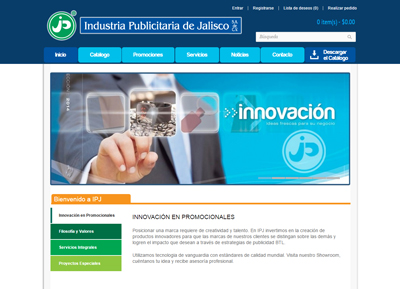 Entrar | Registrarse | Lista de deseos (0) | Realizar pedido
jp Industria Publicitaria de Jalisco S.A. DE C.V.
0 item(s) - $0.00
Búsqueda
Inicio Catálogo Promociones Servicios Noticias Contacto Descargar el Catálogo
innovación
Ideas frescas para su negocio
jp
Bienvenido a IPJ
Innovación en Promocionales
Filosofía y Valores
Servicios Integrales
Proyectos Especiales
INNOVACIÓN EN PROMOCIONALES
Posicionar una marca requiere de creatividad y talento. En IPJ invertimos en la creación de
productos innovadores para que las marcas de nuestros clientes se distingan sobre las demás y
logren el impacto que desean a través de estrategias de publicidad BTL.
Utilizamos tecnología de vanguardia con estándares de calidad mundial. Visita nuestro Showroom,
cuéntanos tu idea y recibe asesoría profesional.